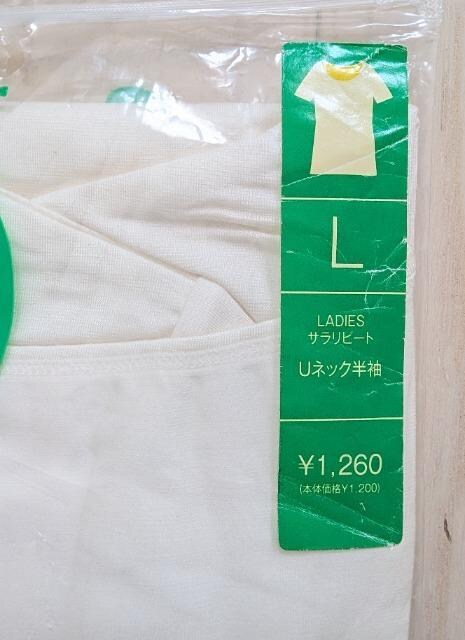 L
LADIES
サラリビート
Uネック半袖
¥1,260
(本体価格¥1,200)